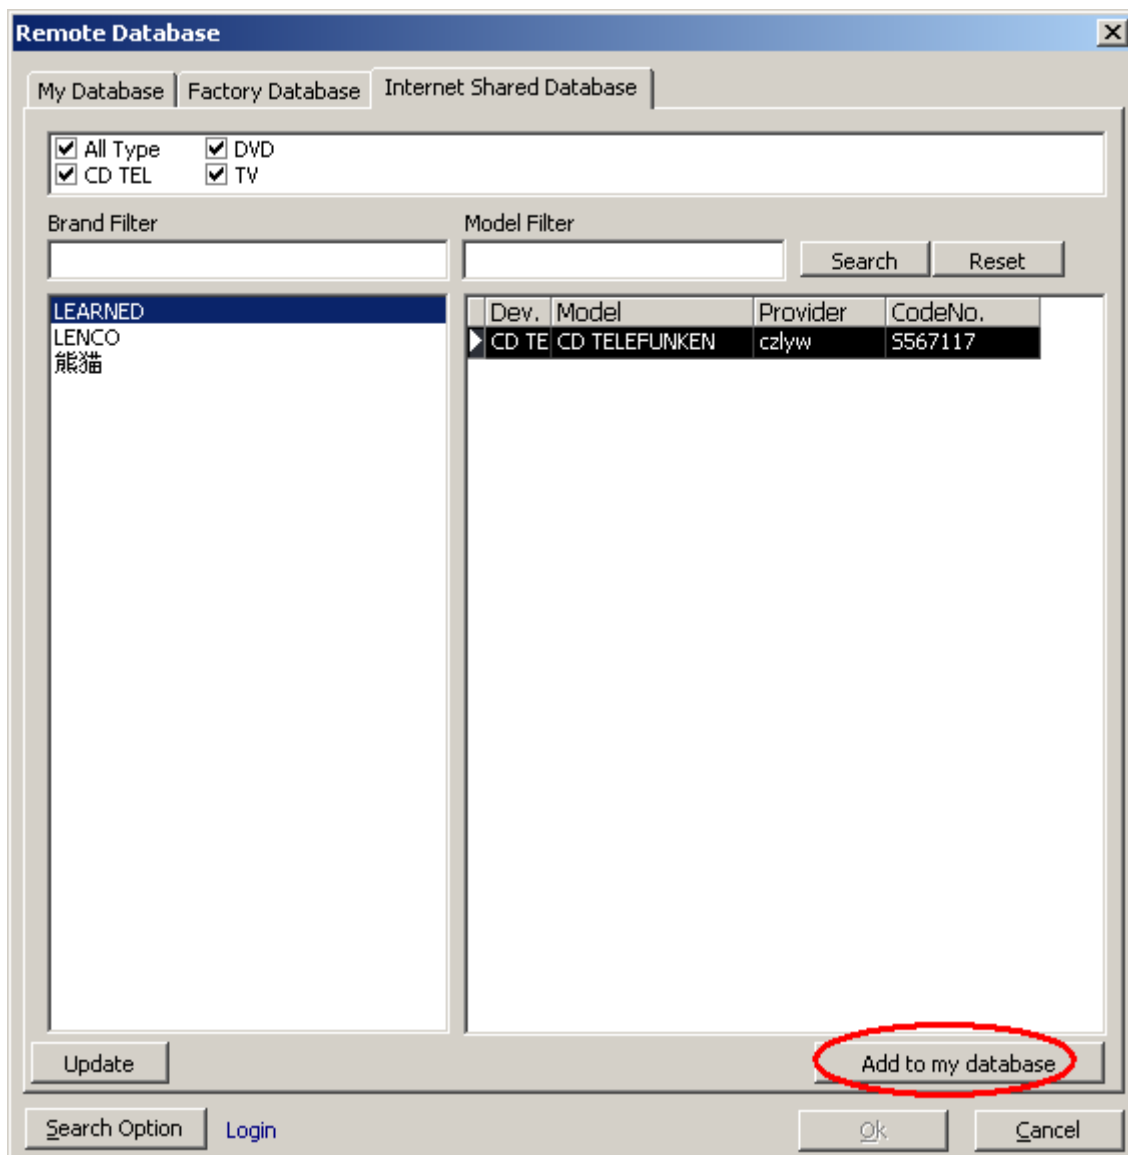 Remote Database
My Database Factory Database Internet Shared Database
All Type DVD
CD TEL TV
Brand Filter Model Filter
Search Reset
LEARNED
LENCO
熊猫
Dev. Model Provider CodeNo.
CD TE CD TELEFUNKEN czlyw S567117
Update Add to my database
Search Option Login Ok Cancel